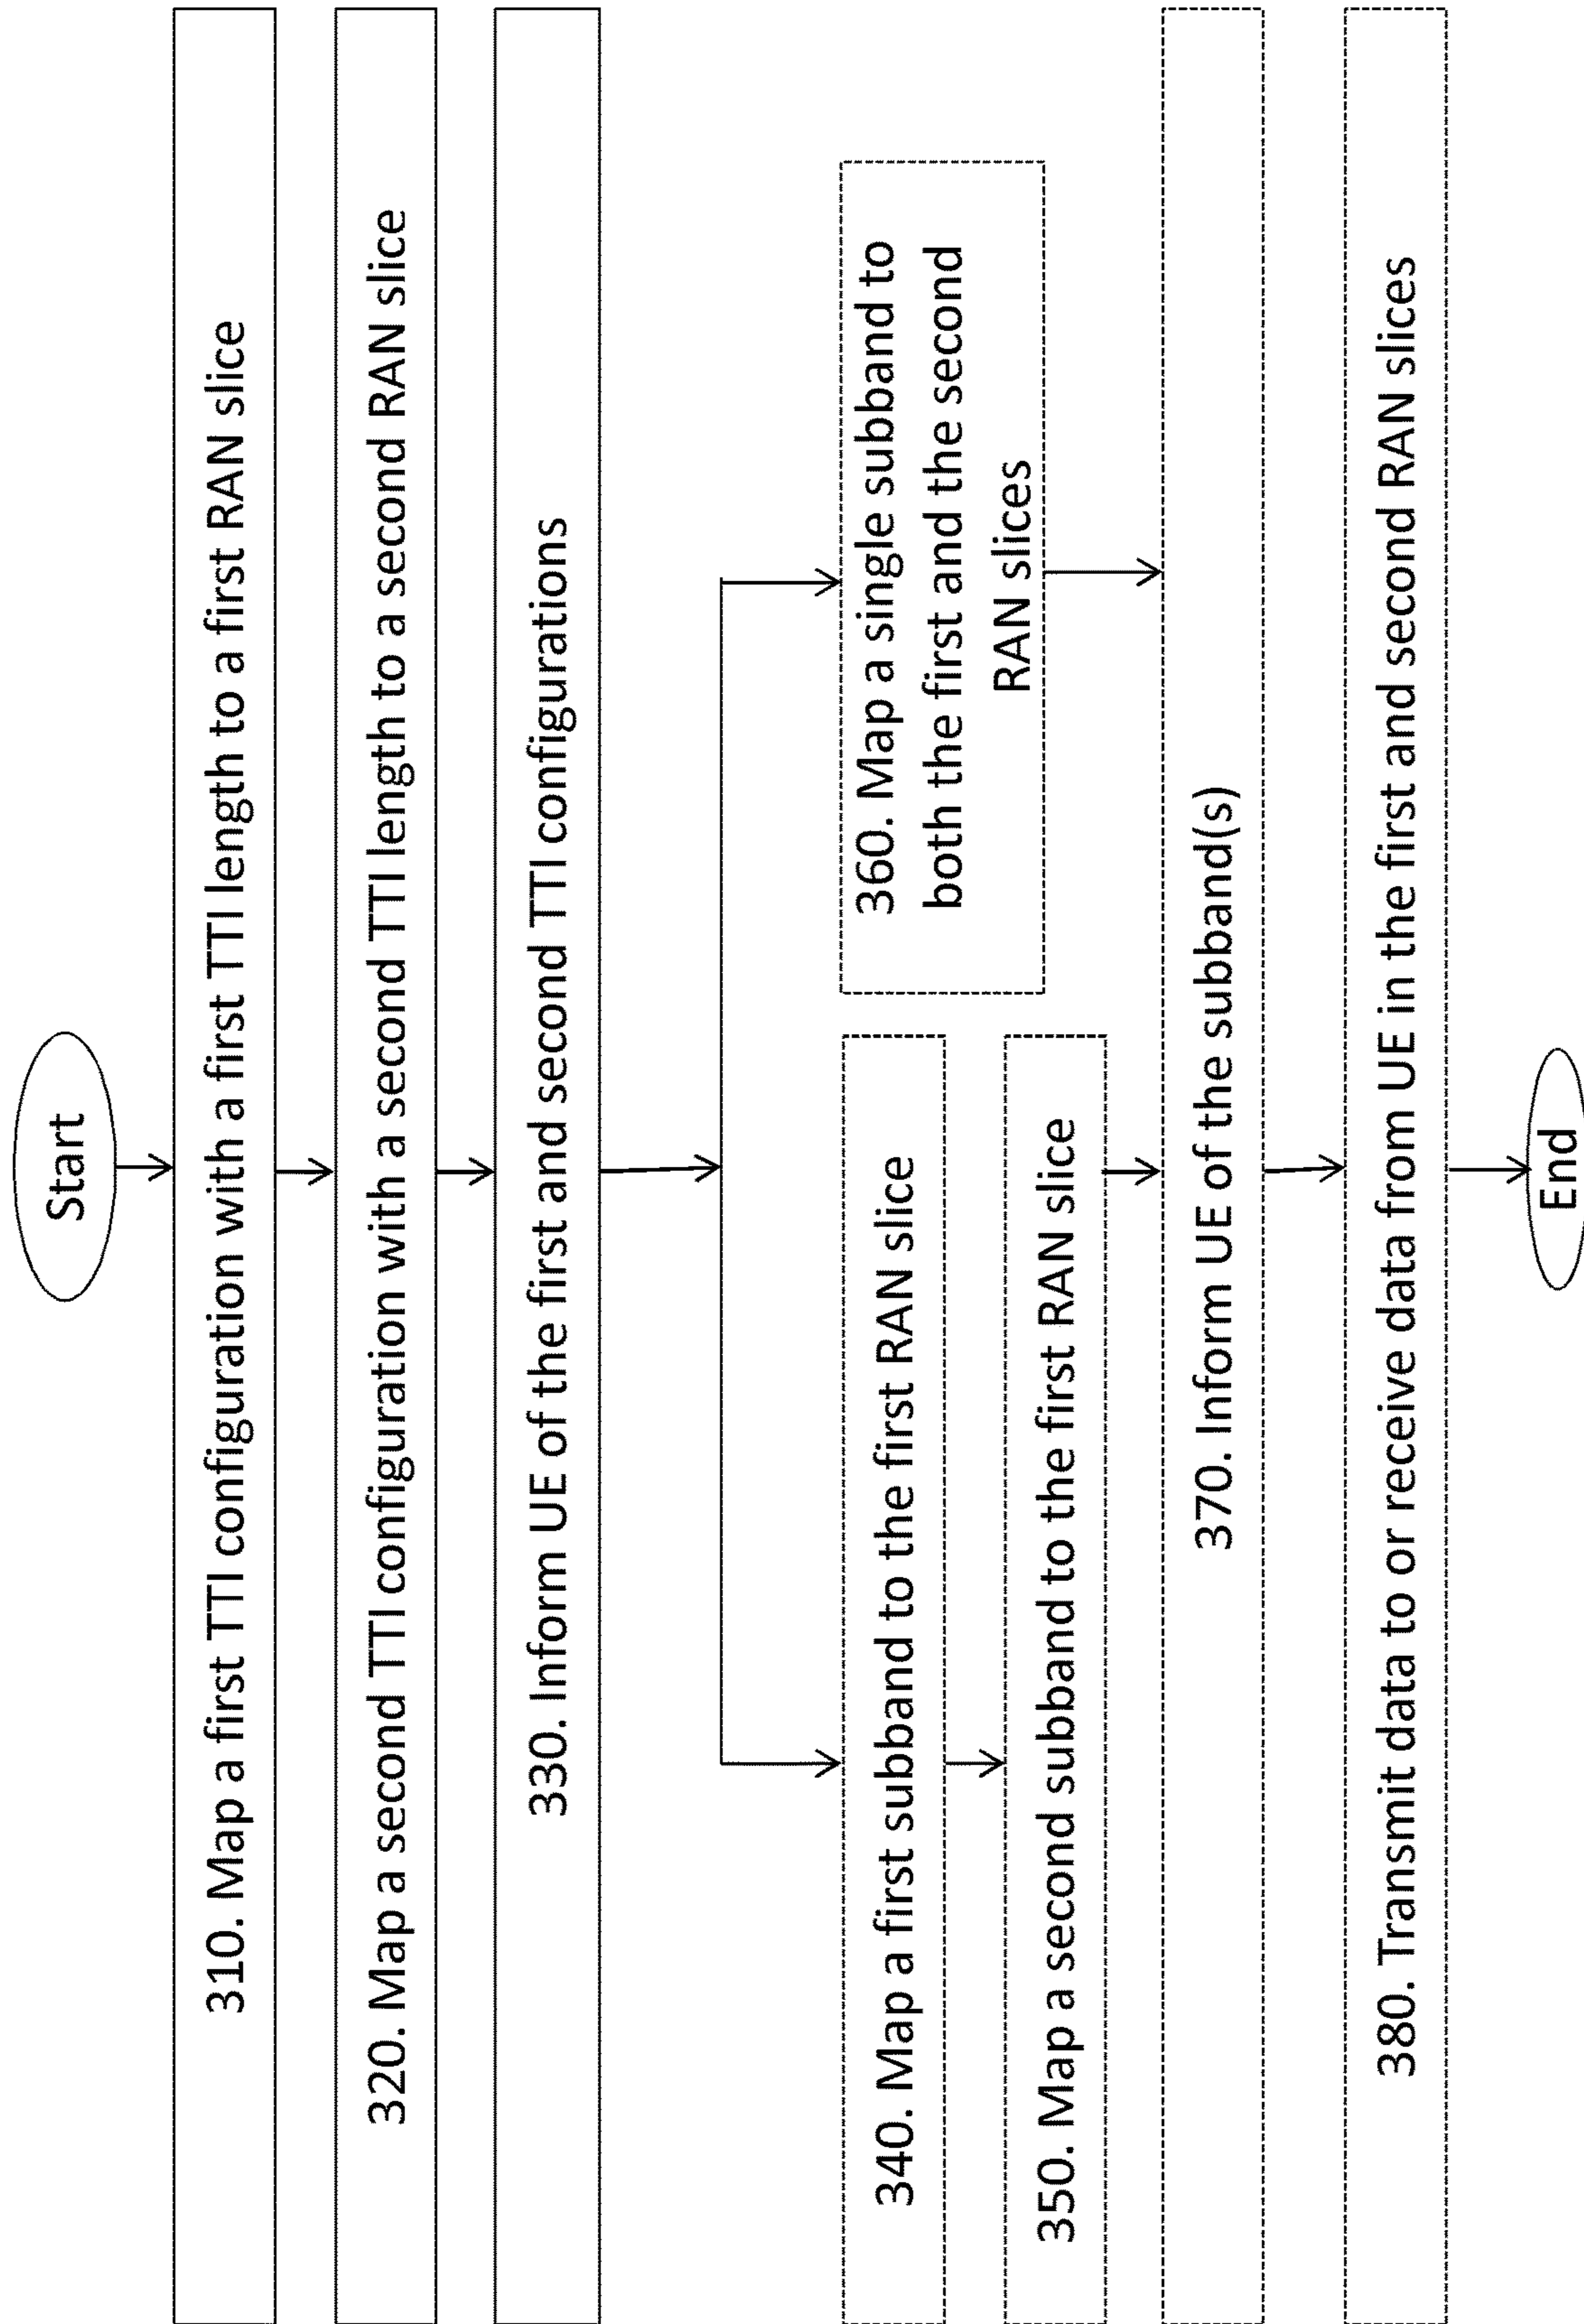 Start
310. Map a first TTI configuration with a first TTI length to a first RAN slice
320. Map a second TTI configuration with a second TTI length to a second RAN slice
330. Inform UE of the first and second TTI configurations
340. Map a first subband to the first RAN slice
350. Map a second subband to the first RAN slice
360. Map a single subband to
both the first and the second
RAN slices
370. Inform UE of the subband(s)
380. Transmit data to or receive data from UE in the first and second RAN slices
End